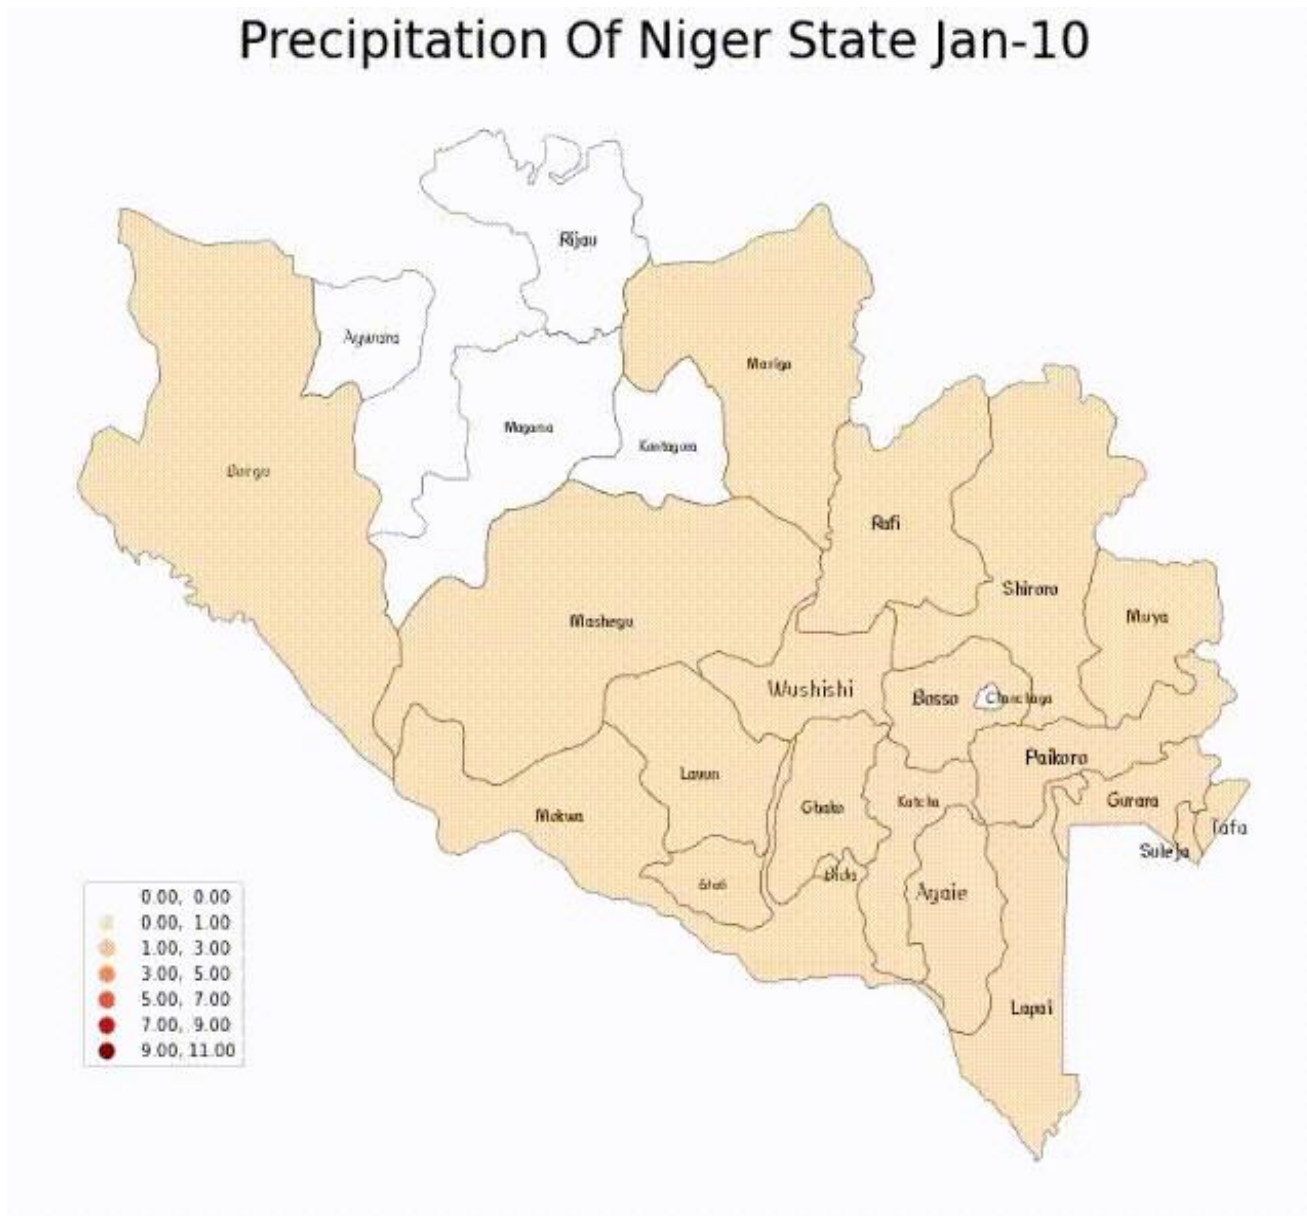 Precipitation Of Niger State Jan-10
Rijau
Agwara
Mariga
Magama
Kontagora
Borgu
Rafi
Shiroro
Muya
Mashegu
Wushishi
Bosso
Chanchaga
Paikoro
Lavun
Gbako
Katcha
Gurara
Mokwa
Tafa
Suleja
Bida
Agaie
Lapai
0.00, 0.00
0.00, 1.00
1.00, 3.00
3.00, 5.00
5.00, 7.00
7.00, 9.00
9.00, 11.00